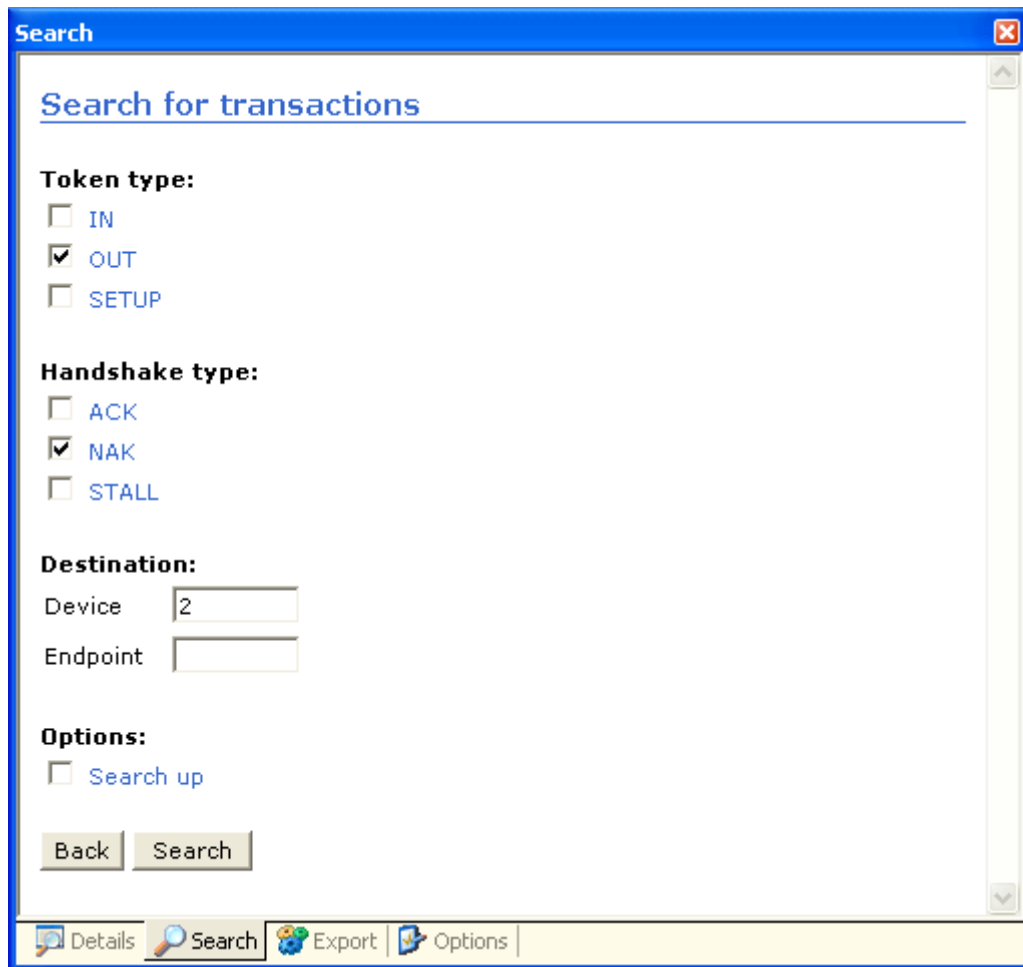 Search
Search for transactions
Token type:
IN
OUT
SETUP
Handshake type:
ACK
NAK
STALL
Destination:
Device 2
Endpoint
Options:
Search up
Back Search
Details Search Export Options